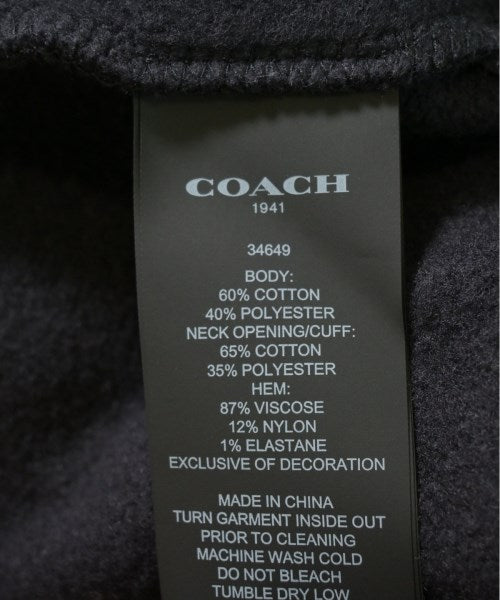 COACH
1941
34649
BODY:
60% COTTON
40% POLYESTER
NECK OPENING/CUFF:
65% COTTON
35% POLYESTER
HEM:
87% VISCOSE
12% NYLON
1% ELASTANE
EXCLUSIVE OF DECORATION
MADE IN CHINA
TURN GARMENT INSIDE OUT
PRIOR TO CLEANING
MACHINE WASH COLD
DO NOT BLEACH
TUMBLE DRY LOW